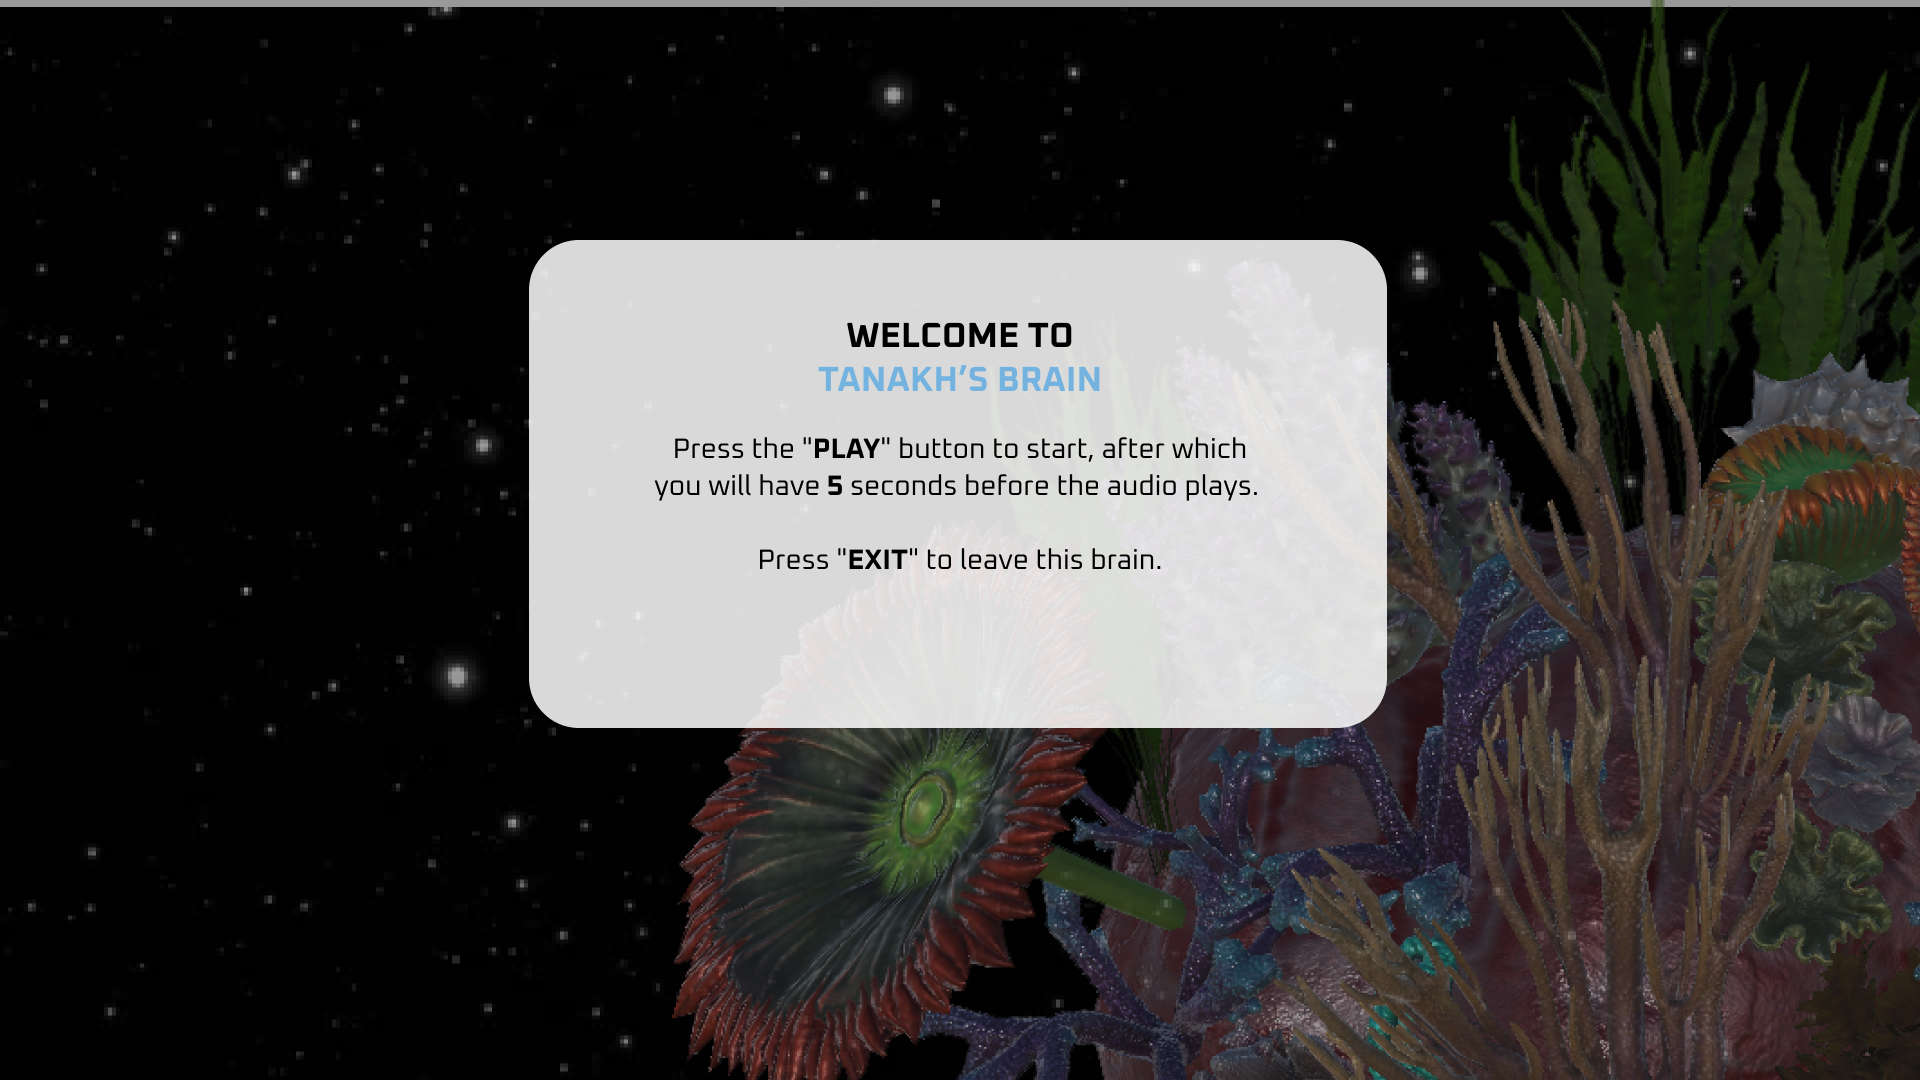 WELCOME TO
TANAKH’S BRAIN
Press the "PLAY" button to start, after which
you will have 5 seconds before the audio plays.
Press "EXIT" to leave this brain.